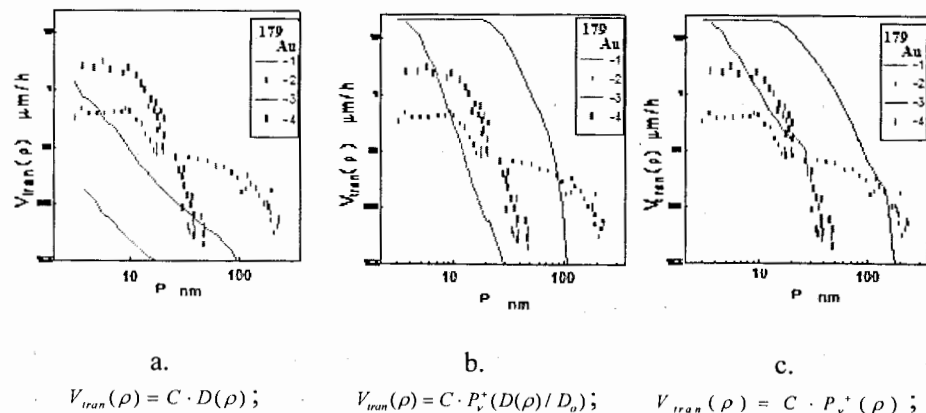 179
Au
-1
-2
-3
-4
V_tran(ρ) μm/h
10
100
P nm
179
Au
-1
-2
-3
-4
V_tran(ρ) μm/h
10
100
P nm
179
Au
-1
-2
-3
-4
V_tran(ρ) μm/h
10
100
P nm
a.
b.
c.
V_tran(ρ) = C · D(ρ);
V_tran(ρ) = C · P_v^+(D(ρ)/D_o);
V_tran(ρ) = C · P_v^+(ρ);